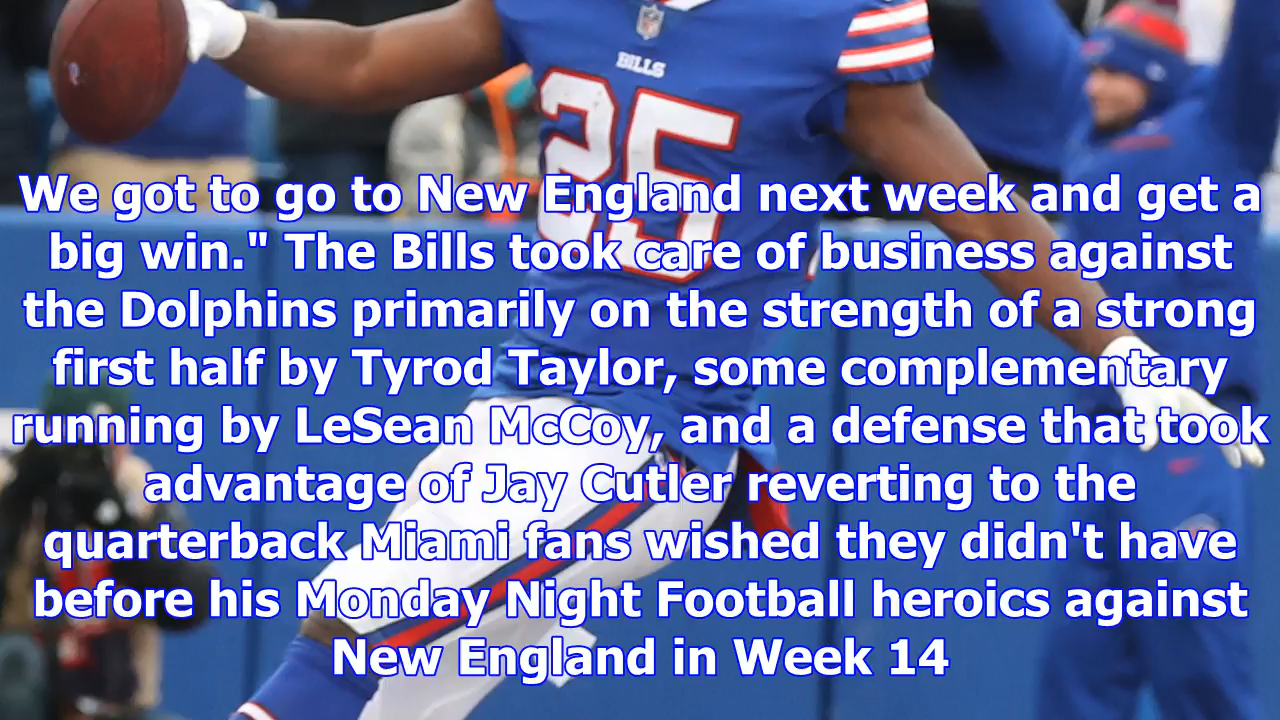 BILLS
25
We got to go to New England next week and get a
big win." The Bills took care of business against
the Dolphins primarily on the strength of a strong
first half by Tyrod Taylor, some complementary
running by LeSean McCoy, and a defense that took
advantage of Jay Cutler reverting to the
quarterback Miami fans wished they didn't have
before his Monday Night Football heroics against
New England in Week 14